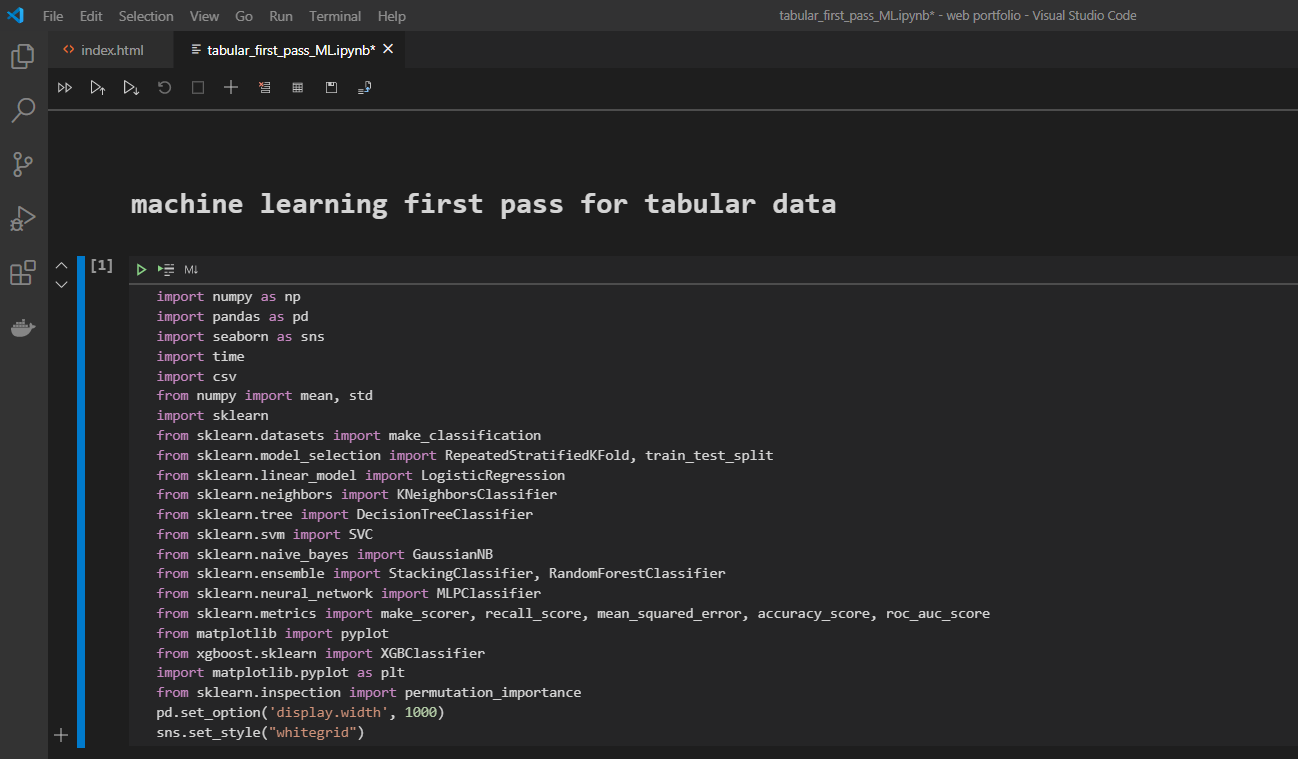 File Edit Selection View Go Run Terminal Help
tabular_first_pass_ML.ipynb* - web portfolio - Visual Studio Code
index.html
tabular_first_pass_ML.ipynb*
machine learning first pass for tabular data
[1]
M↓
import numpy as np
import pandas as pd
import seaborn as sns
import time
import csv
from numpy import mean, std
import sklearn
from sklearn.datasets import make_classification
from sklearn.model_selection import RepeatedStratifiedKFold, train_test_split
from sklearn.linear_model import LogisticRegression
from sklearn.neighbors import KNeighborsClassifier
from sklearn.tree import DecisionTreeClassifier
from sklearn.svm import SVC
from sklearn.naive_bayes import GaussianNB
from sklearn.ensemble import StackingClassifier, RandomForestClassifier
from sklearn.neural_network import MLPClassifier
from sklearn.metrics import make_scorer, recall_score, mean_squared_error, accuracy_score, roc_auc_score
from matplotlib import pyplot
from xgboost.sklearn import XGBClassifier
import matplotlib.pyplot as plt
from sklearn.inspection import permutation_importance
pd.set_option('display.width', 1000)
sns.set_style("whitegrid")